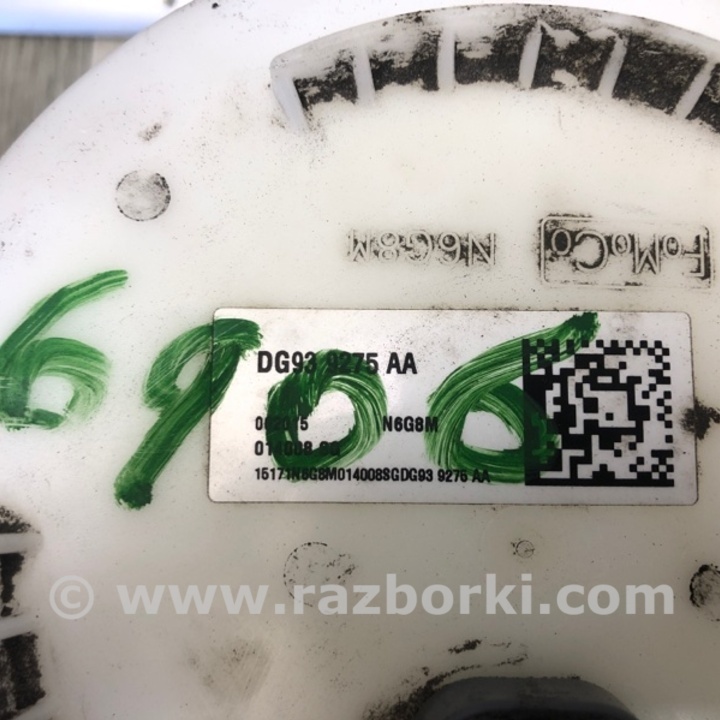 FoMoCo N6G8M
6906
DG93 9275 AA
N6G8M
15171N6G8M014008SGDG93 9275 AA
© www.razborki.com